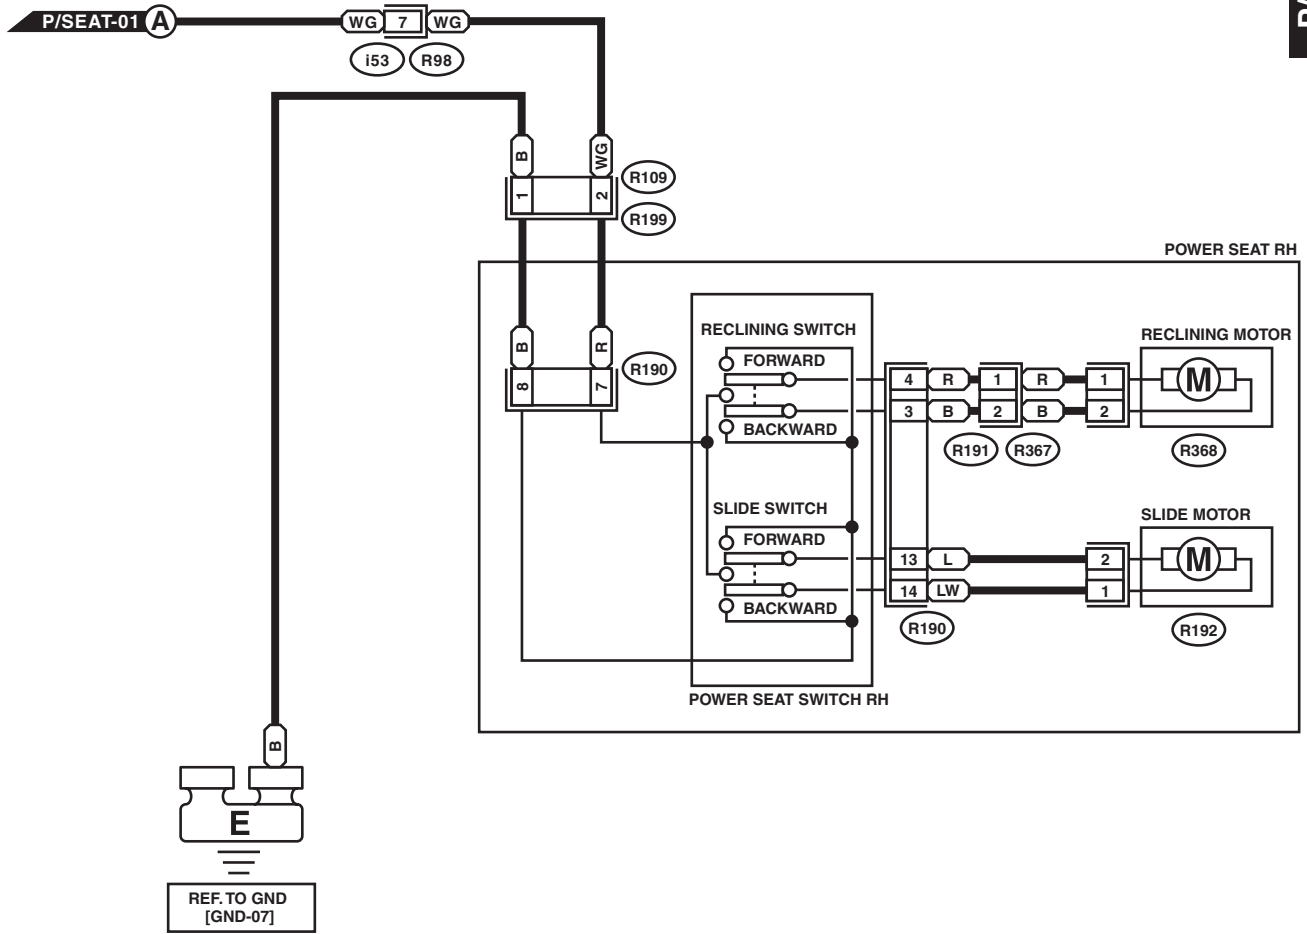 P/SEAT-01 A WG 7 WG
i53 R98
B WG
R109
1 2
R199
POWER SEAT RH
B R
R190
8 7
RECLINING SWITCH
FORWARD
BACKWARD
RECLINING MOTOR
4 R 1 R 1 M
3 B 2 B 2
R191 R367 R368
SLIDE SWITCH
FORWARD
BACKWARD
SLIDE MOTOR
13 L 2 M
14 LW 1
R190 R192
POWER SEAT SWITCH RH
B
E
REF. TO GND
[GND-07]